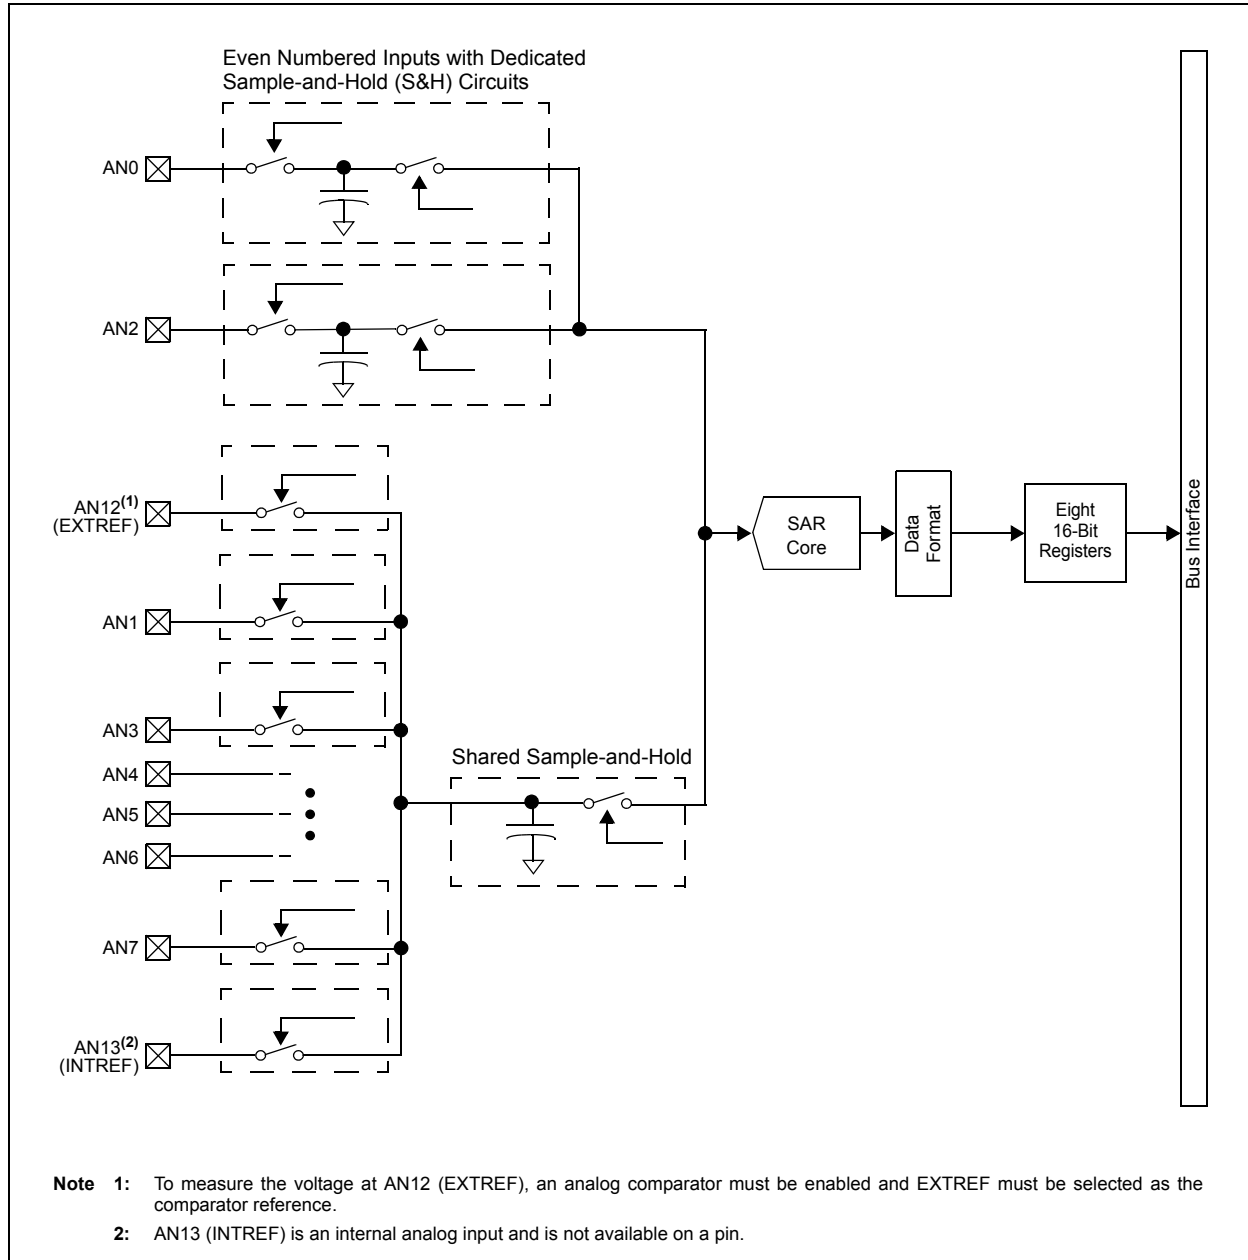 Even Numbered Inputs with Dedicated
Sample-and-Hold (S&H) Circuits
AN0
AN2
AN12(1)
(EXTREF)
AN1
AN3
AN4
AN5
AN6
AN7
AN13(2)
(INTREF)
Shared Sample-and-Hold
SAR
Core
Data
Format
Eight
16-Bit
Registers
Bus Interface
Note 1: To measure the voltage at AN12 (EXTREF), an analog comparator must be enabled and EXTREF must be selected as the
comparator reference.
2: AN13 (INTREF) is an internal analog input and is not available on a pin.